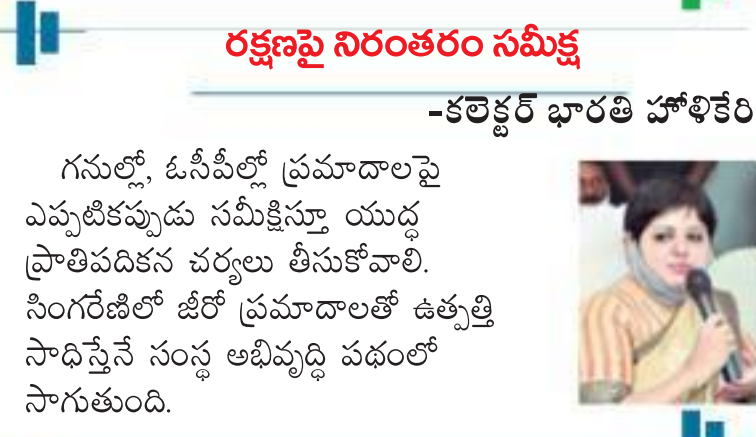 రక్షణపై నిరంతరం సమీక్ష
-కలెక్టర్ భారతి హోళికేరి
గనుల్లో, ఓసీపీల్లో ప్రమాదాలపై
ఎప్పటికప్పుడు సమీక్షిస్తూ యుద్ధ
ప్రాతిపదికన చర్యలు తీసుకోవాలి.
సింగరేణిలో జీరో ప్రమాదాలతో ఉత్పత్తి
సాధిస్తేనే సంస్థ అభివృద్ధి పథంలో
సాగుతుంది.